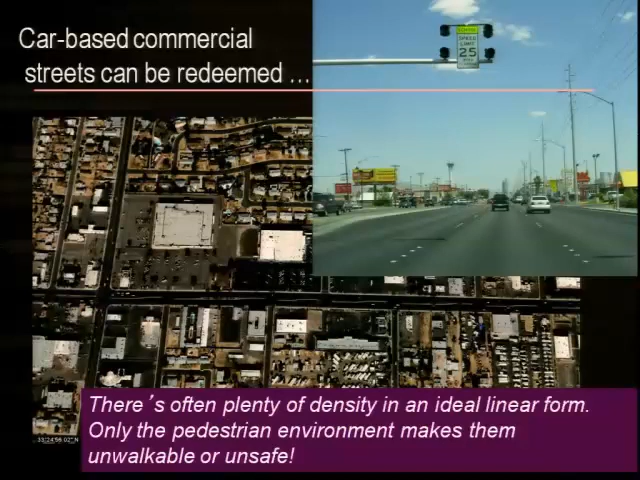 Car-based commercial
streets can be redeemed ...
SPEED
LIMIT
25
There´s often plenty of density in an ideal linear form.
Only the pedestrian environment makes them
unwalkable or unsafe!